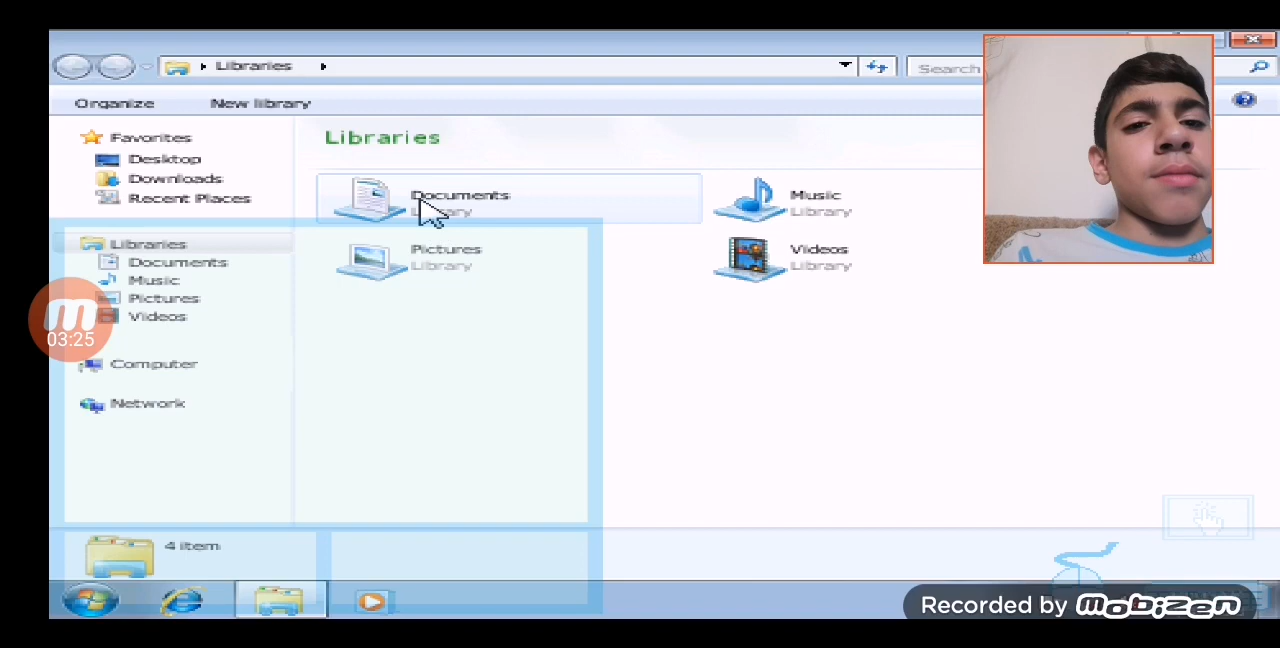 Libraries
Search
Organize
New library
Favorites
Desktop
Downloads
Recent Places
Libraries
Documents
Music
Pictures
Videos
Computer
Network
Libraries
Documents
Library
Music
Library
Pictures
Library
Videos
Library
03:25
4 item
Recorded by mobizen